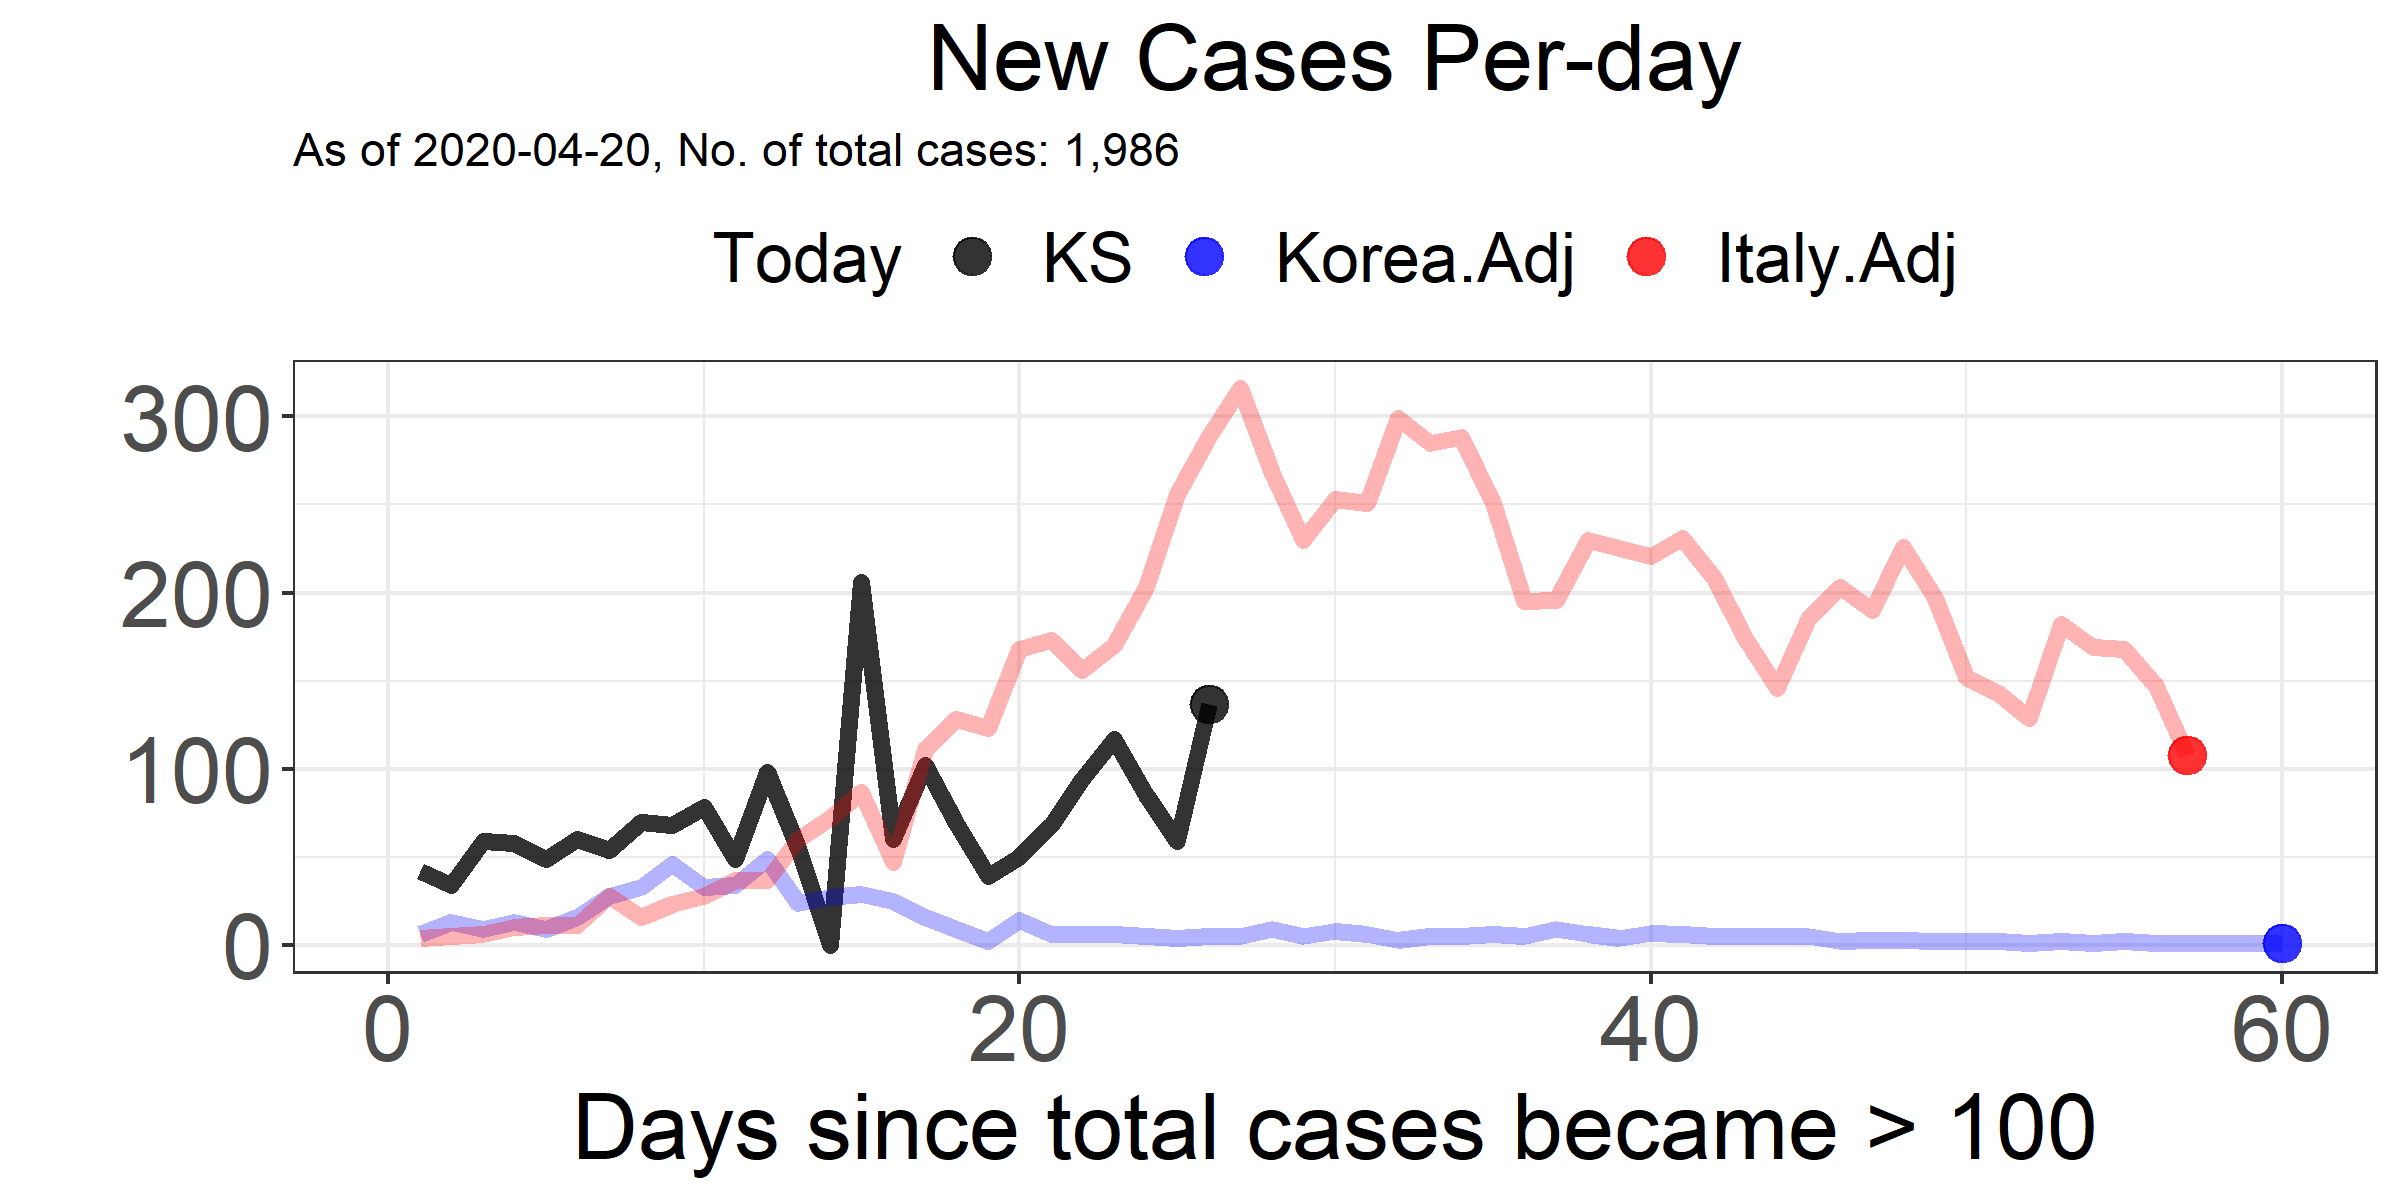 New Cases Per-day
As of 2020-04-20, No. of total cases: 1,986
Today KS Korea.Adj Italy.Adj
300
200
100
0
0 20 40 60
Days since total cases became > 100